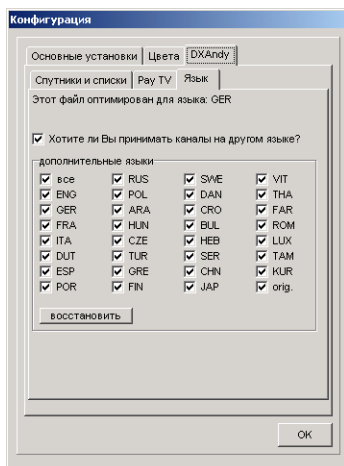 Конфигурация
Основные установки Цвета DXAndy
Спутники и списки Pay TV Язык
Этот файл оптимирован для языка: GER
Хотите ли Вы принимать каналы на другом языке?
дополнительные языки
все RUS SWE VIT
ENG POL DAN THA
GER ARA CRO FAR
FRA HUN BUL ROM
ITA CZE HEB LUX
DUT TUR SER TAM
ESP GRE CHN KUR
POR FIN JAP orig.
восстановить
OK